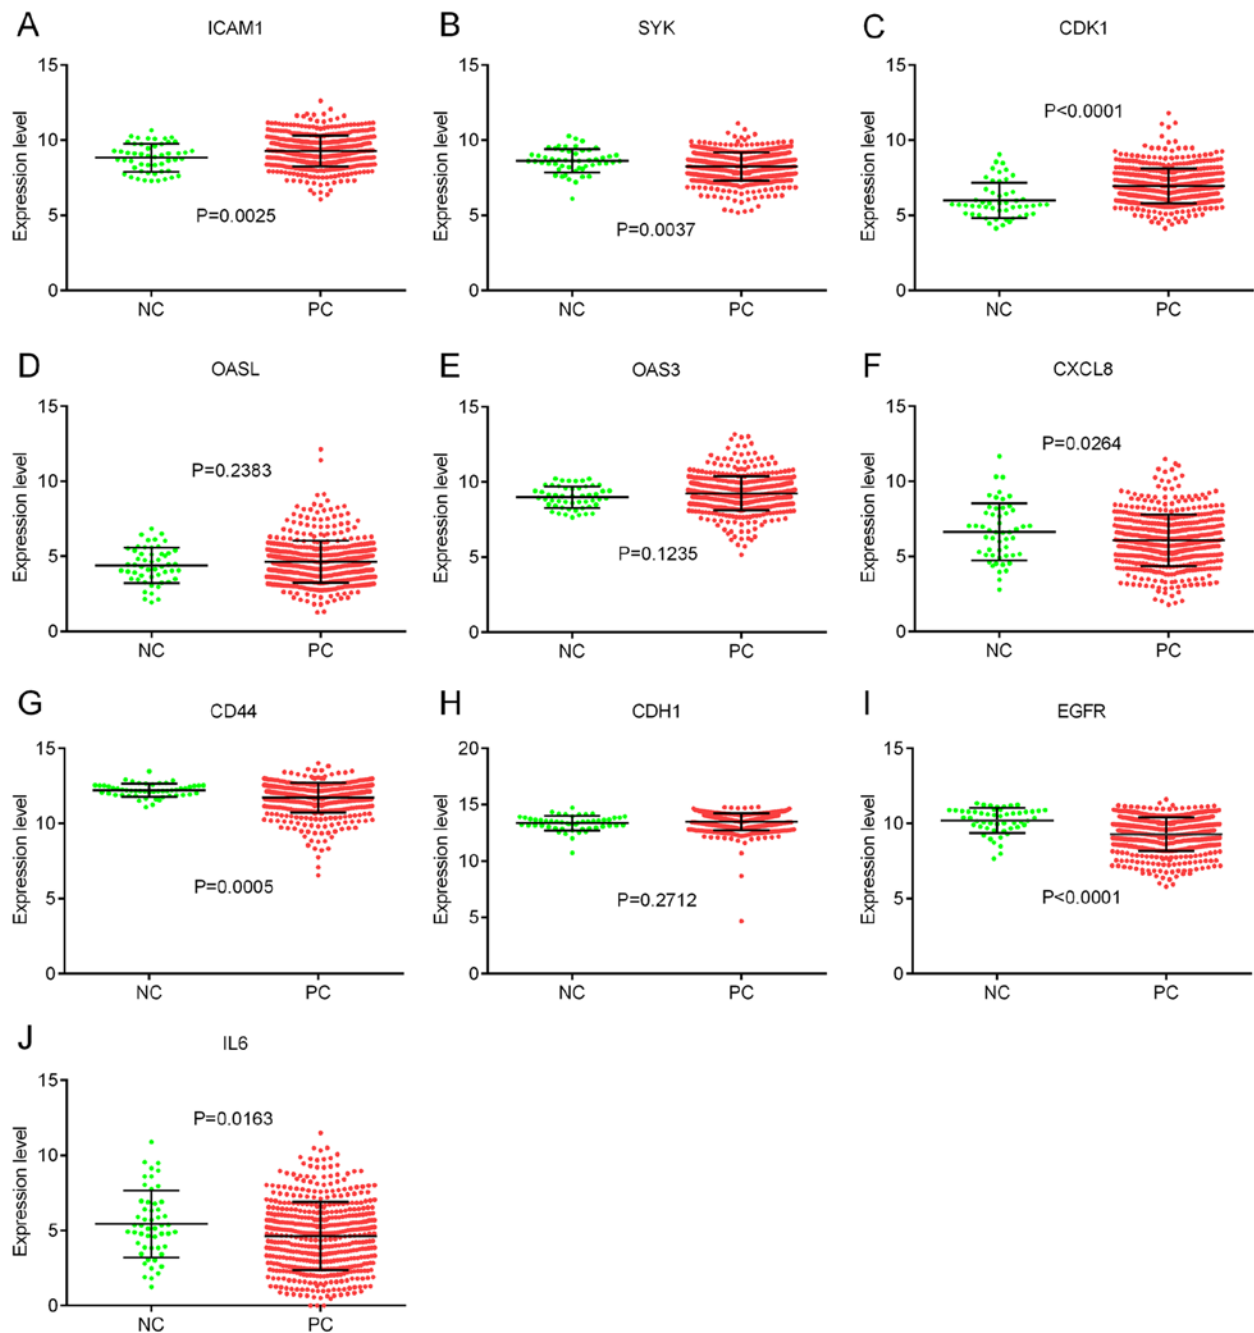 A
ICAM1
15
10
5
0
Expression level
P=0.0025
NC
PC
B
SYK
15
10
5
0
Expression level
P=0.0037
NC
PC
C
CDK1
15
10
5
0
Expression level
P<0.0001
NC
PC
D
OASL
15
10
5
0
Expression level
P=0.2383
NC
PC
E
OAS3
15
10
5
0
Expression level
P=0.1235
NC
PC
F
CXCL8
15
10
5
0
Expression level
P=0.0264
NC
PC
G
CD44
15
10
5
0
Expression level
P=0.0005
NC
PC
H
CDH1
20
15
10
5
0
Expression level
P=0.2712
NC
PC
I
EGFR
15
10
5
0
Expression level
P<0.0001
NC
PC
J
IL6
15
10
5
0
Expression level
P=0.0163
NC
PC